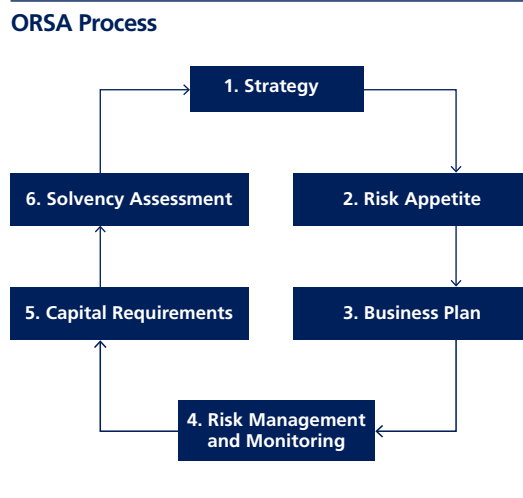 ORSA Process
1. Strategy
2. Risk Appetite
3. Business Plan
4. Risk Management
and Monitoring
5. Capital Requirements
6. Solvency Assessment